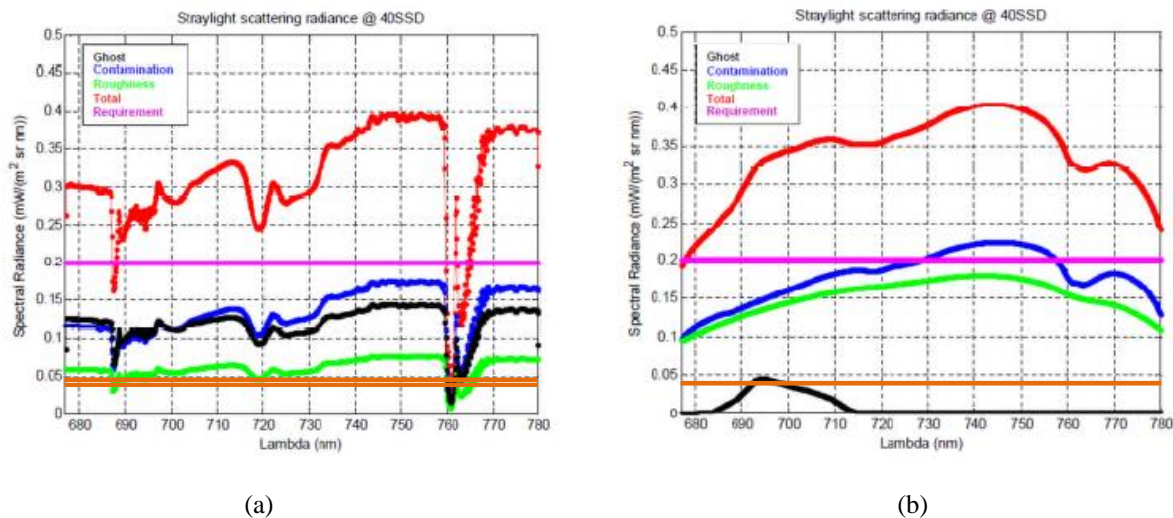 Straylight scattering radiance @ 40SSD
Spectral Radiance (mW/(m² sr nm))
0.5
0.45
0.4
0.35
0.3
0.25
0.2
0.15
0.1
0.05
0
Ghost
Contamination
Roughness
Total
Requirement
680 690 700 710 720 730 740 750 760 770 780
Lambda (nm)
(a)
Straylight scattering radiance @ 40SSD
Spectral Radiance (mW/(m² sr nm))
0.5
0.45
0.4
0.35
0.3
0.25
0.2
0.15
0.1
0.05
0
Ghost
Contamination
Roughness
Total
Requirement
680 690 700 710 720 730 740 750 760 770 780
Lambda (nm)
(b)